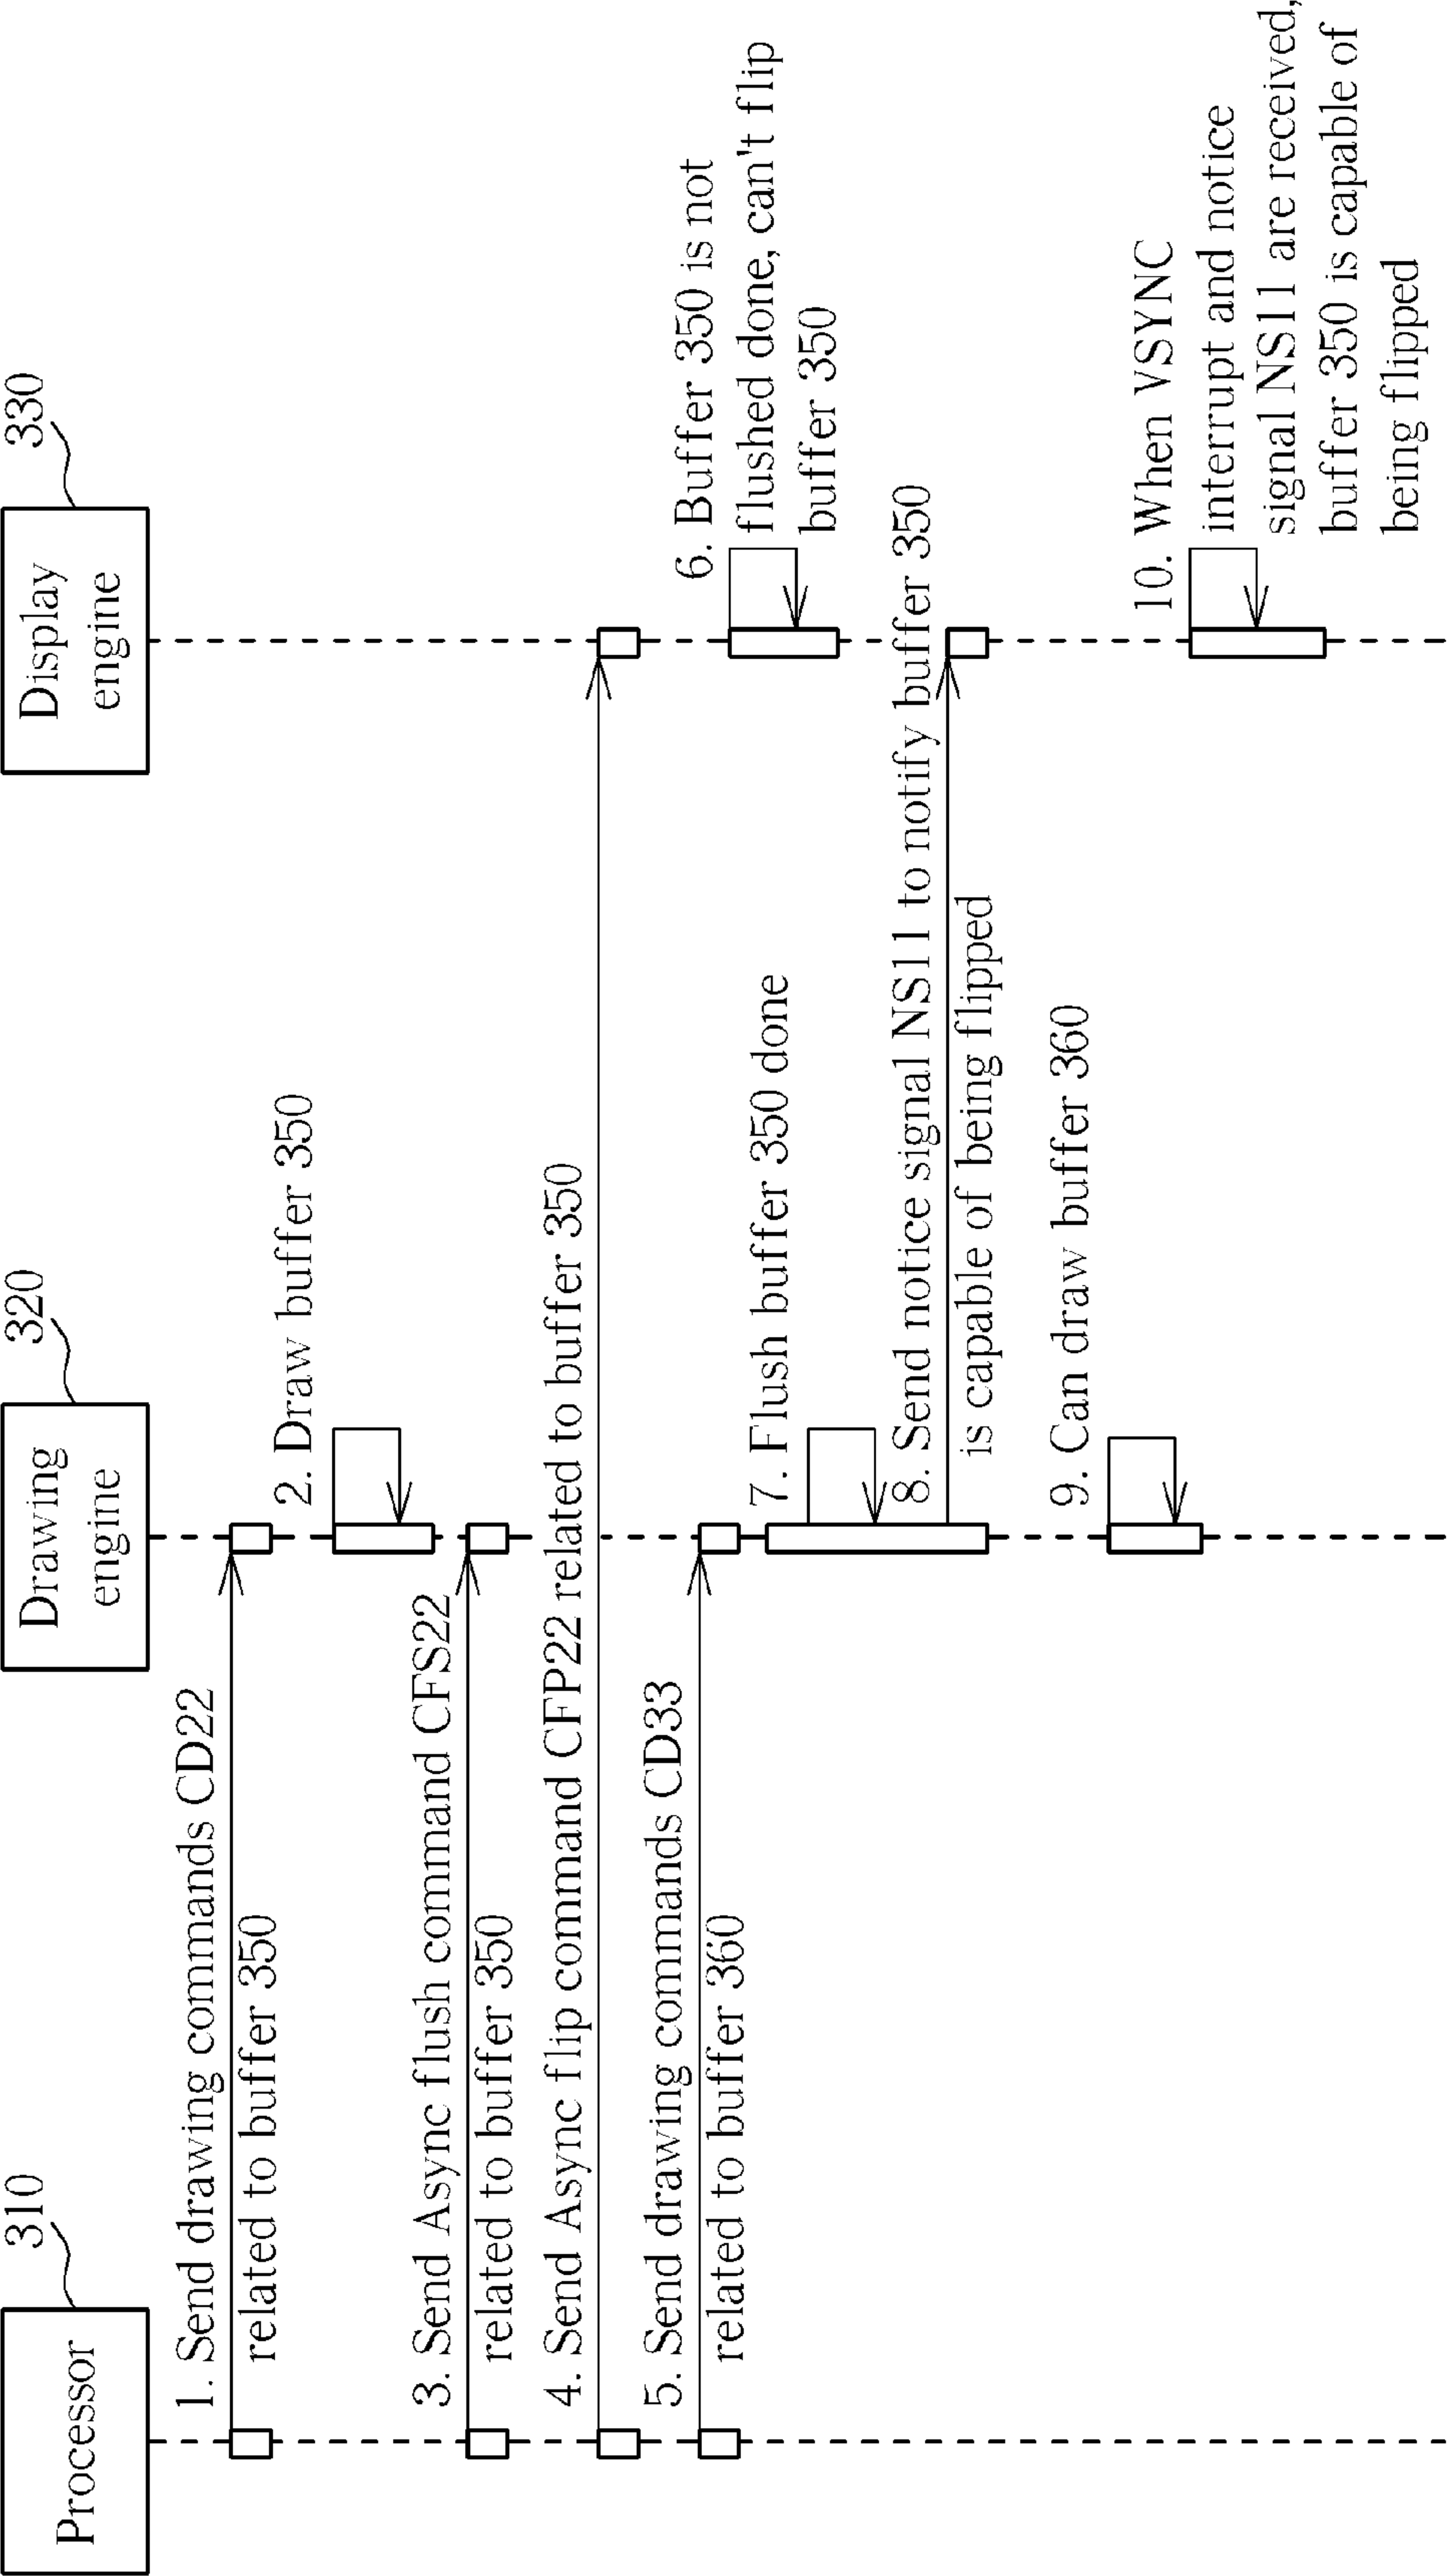 Processor
310
Drawing
engine
320
Display
engine
330
1. Send drawing commands CD22
related to buffer 350
2. Draw buffer 350
3. Send Async flush command CFS22
related to buffer 350
4. Send Async flip command CFP22 related to buffer 350
5. Send drawing commands CD33
related to buffer 360
6. Buffer 350 is not
flushed done, can't flip
buffer 350
7. Flush buffer 350 done
8. Send notice signal NS11 to notify buffer 350
is capable of being flipped
9. Can draw buffer 360
10. When VSYNC
interrupt and notice
signal NS11 are received,
buffer 350 is capable of
being flipped